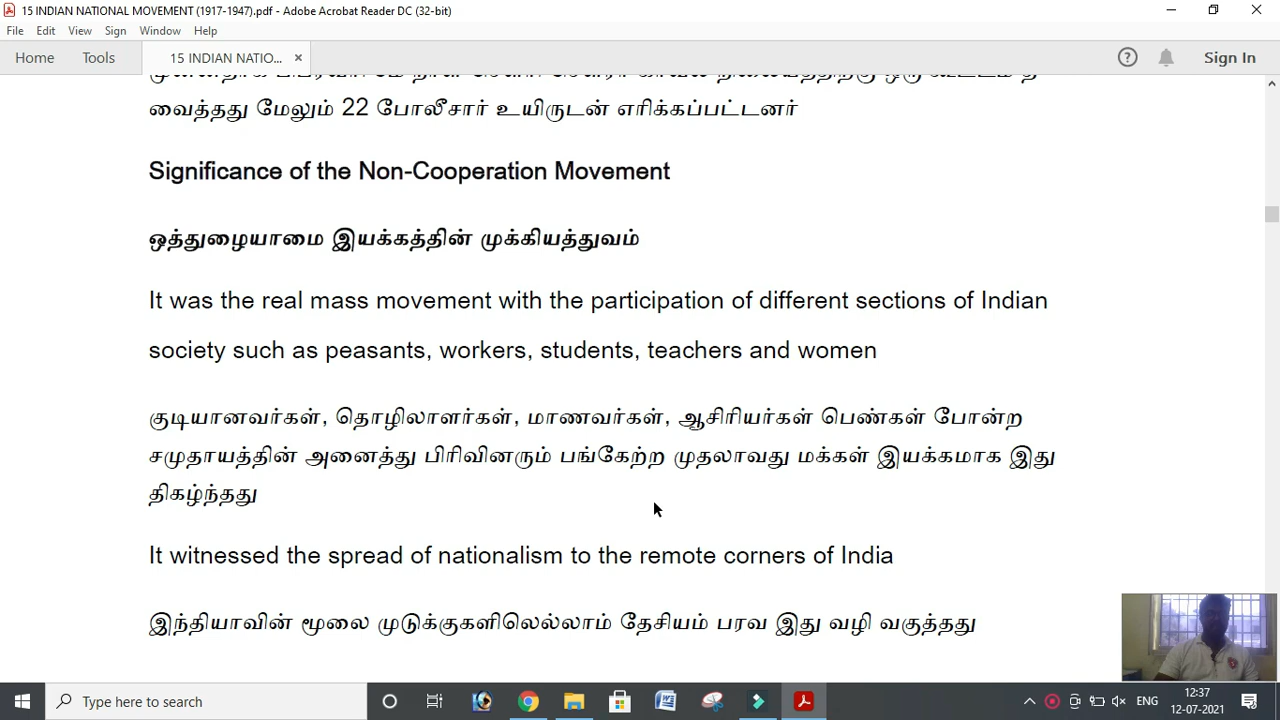 15 INDIAN NATIONAL MOVEMENT (1917-1947).pdf - Adobe Acrobat Reader DC (32-bit)
File Edit View Sign Window Help
Home Tools 15 INDIAN NATIO... × Sign In
வைத்தது மேலும் 22 போலீசார் உயிருடன் எரிக்கப்பட்டனர்
Significance of the Non-Cooperation Movement
ஒத்துழையாமை இயக்கத்தின் முக்கியத்துவம்
It was the real mass movement with the participation of different sections of Indian
society such as peasants, workers, students, teachers and women
குடியானவர்கள், தொழிலாளர்கள், மாணவர்கள், ஆசிரியர்கள் பெண்கள் போன்ற
சமுதாயத்தின் அனைத்து பிரிவினரும் பங்கேற்ற முதலாவது மக்கள் இயக்கமாக இது
திகழ்ந்தது
It witnessed the spread of nationalism to the remote corners of India
இந்தியாவின் மூலை முடுக்குகளிலெல்லாம் தேசியம் பரவ இது வழி வகுத்தது
Type here to search
ENG
12:37
12-07-2021